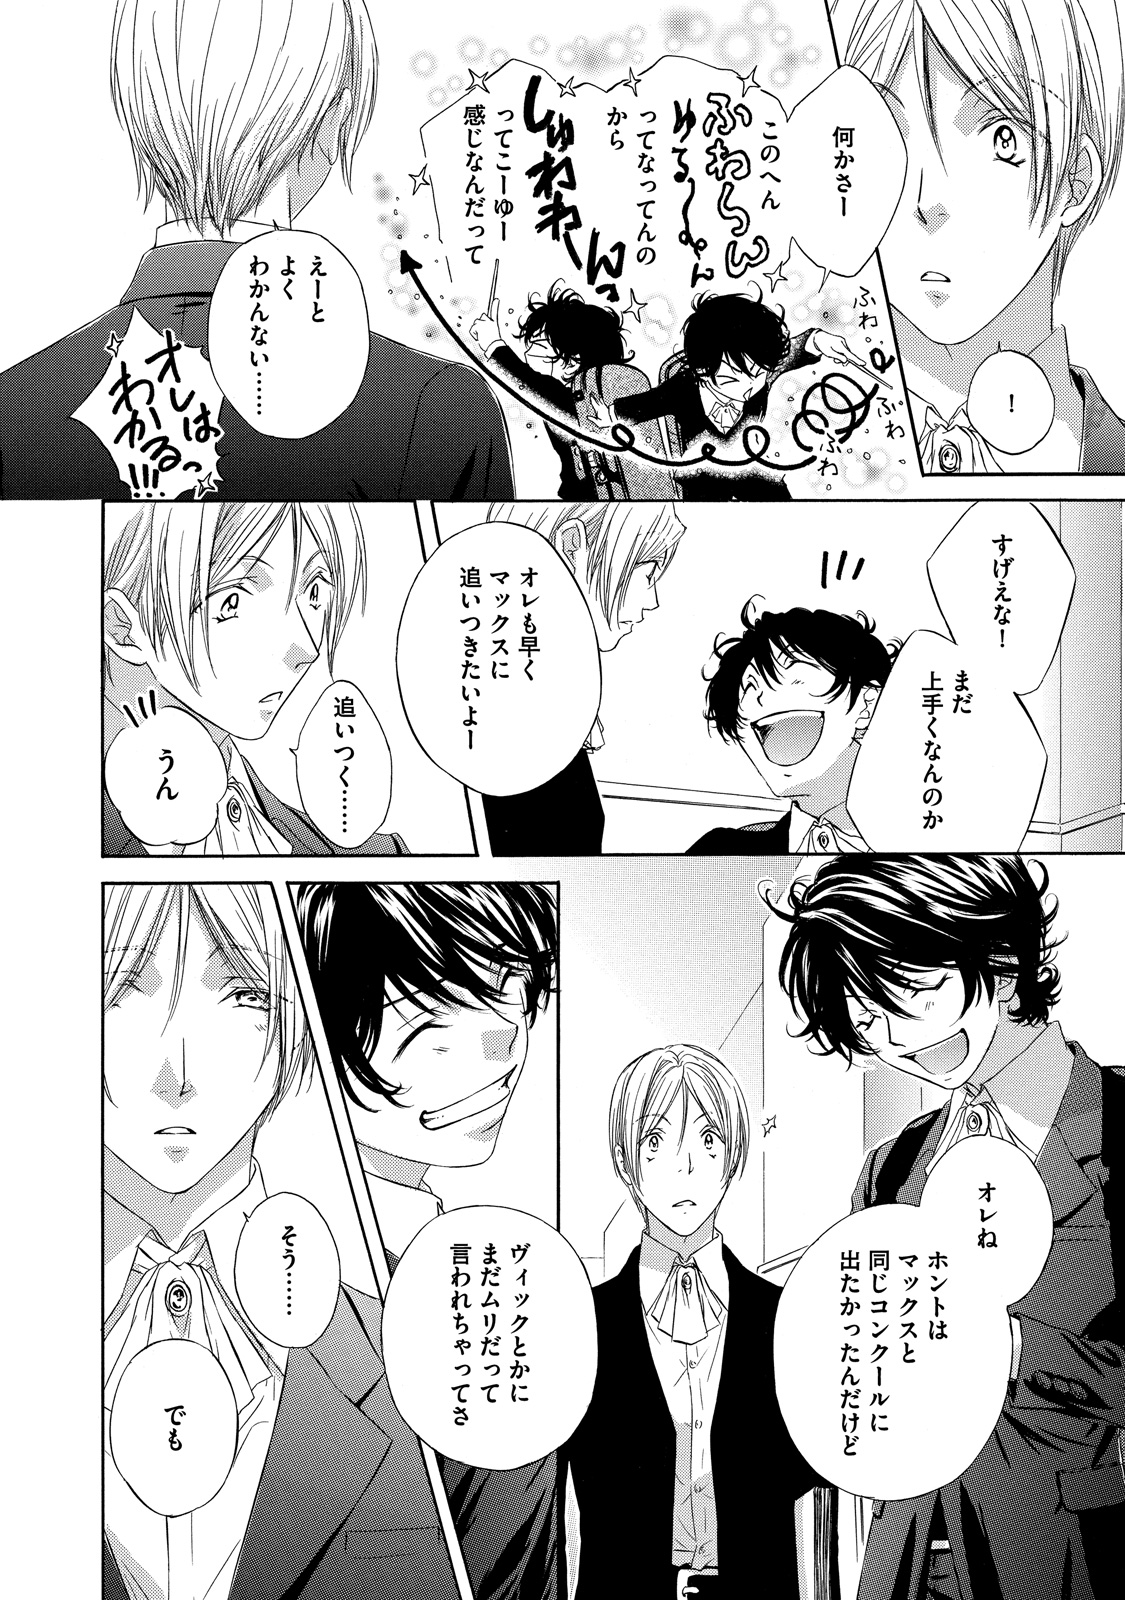 ！
何かさー
このへん
ふわらん
ゆる〜ん
ってなってんの
から
しゅわわ〜んっ
ってこーゆー
感じなんだって
ふわ
ふわ
ふわ
えーと
よく
わかんない……
オレは
わかるっ
!!!
すげえな！
まだ
上手くなんのか
オレも早く
マックスに
追いつきたいよー
追いつく……
うん
オレね
ホントは
マックスと
同じコンクールに
出たかったんだけど
ヴィックとかに
まだムリだって
言われちゃってさ
そう……
でも